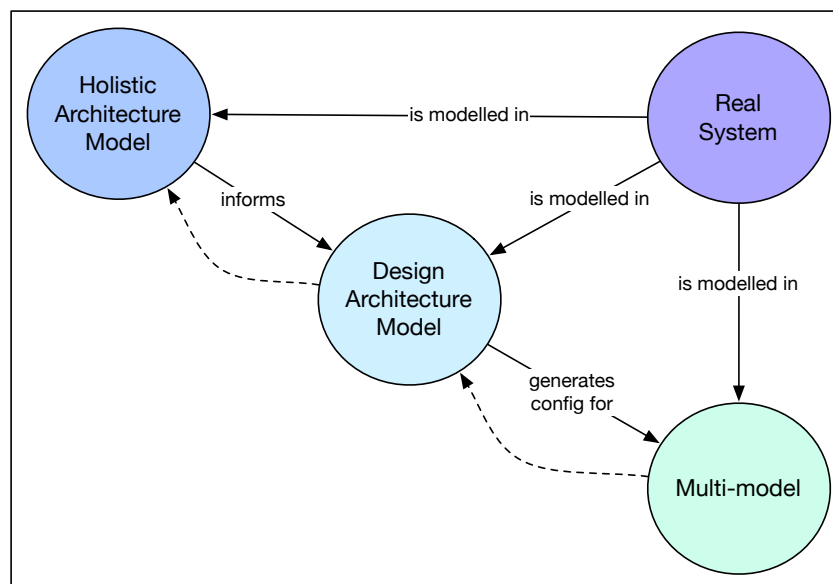 Holistic
Architecture
Model
Real
System
is modelled in
informs
is modelled in
Design
Architecture
Model
is modelled in
generates
config for
Multi-model